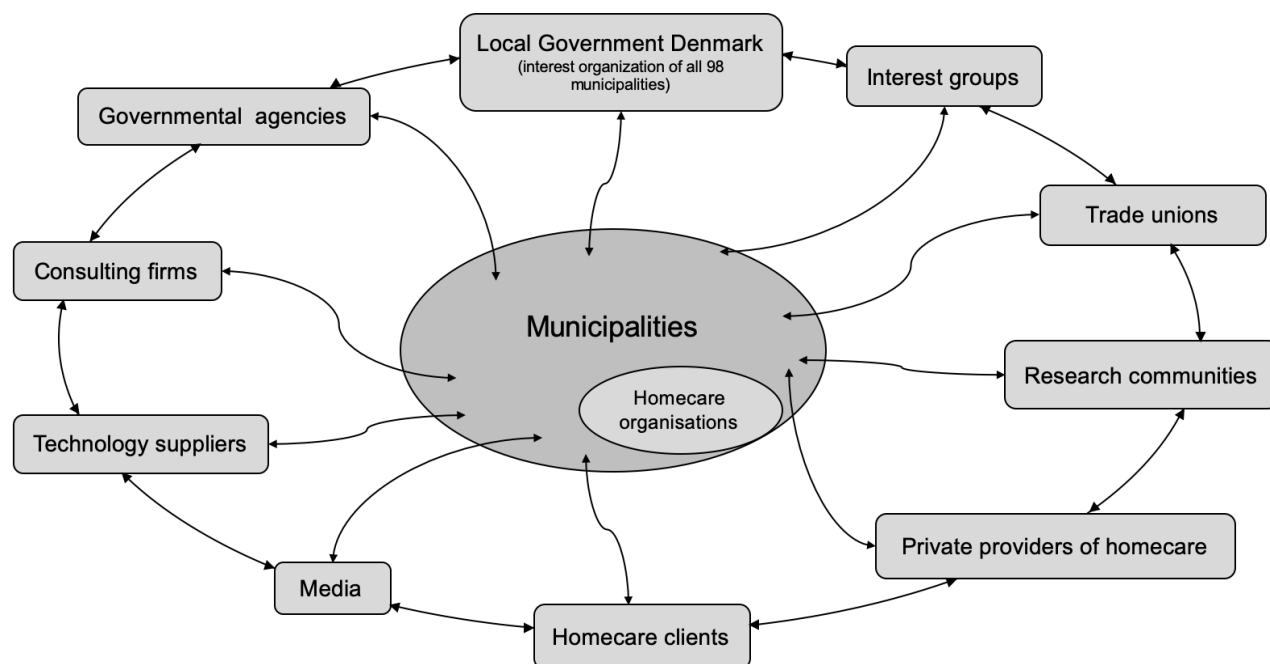 Local Government Denmark
(interest organization of all 98
municipalities)
Interest groups
Governmental agencies
Trade unions
Consulting firms
Municipalities
Research communities
Homecare
organisations
Technology suppliers
Private providers of homecare
Media
Homecare clients